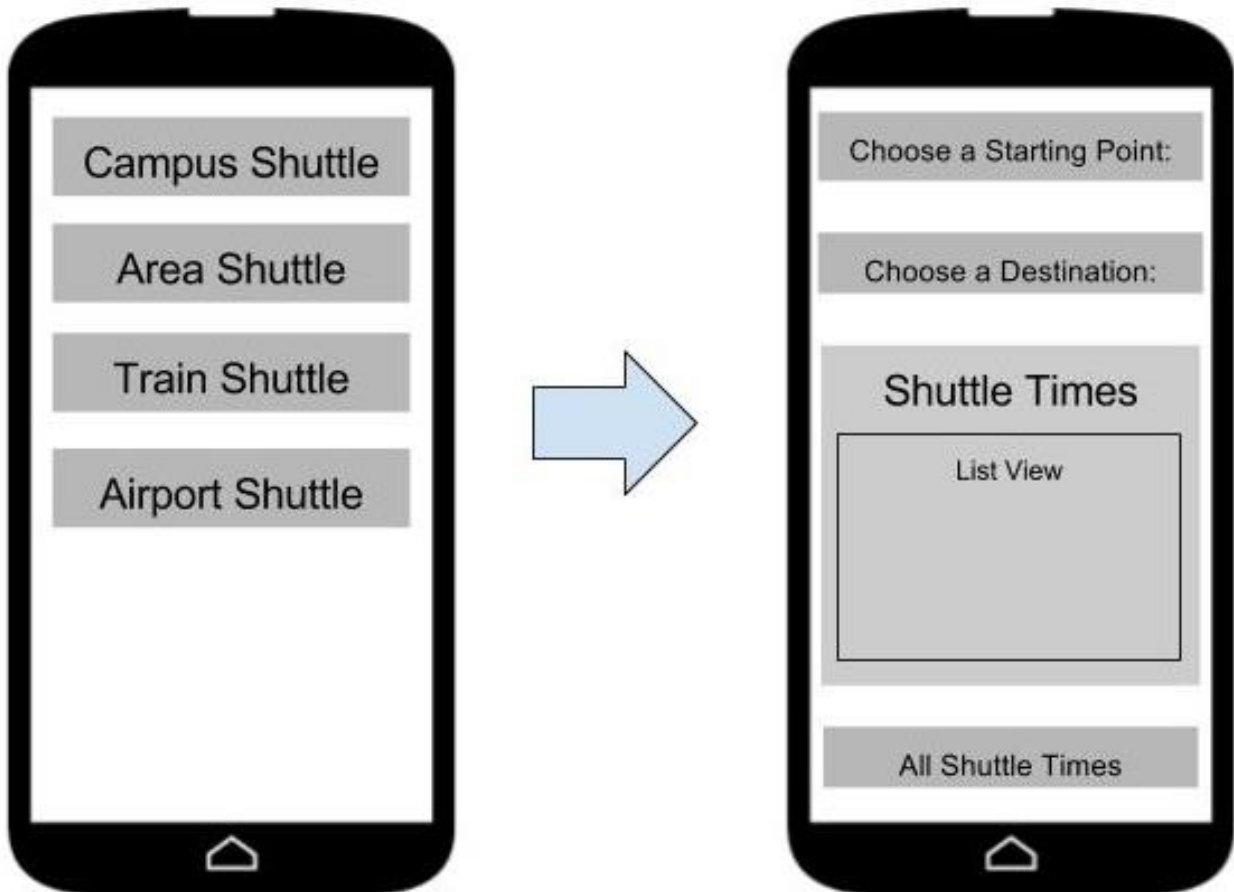 Campus Shuttle
Area Shuttle
Train Shuttle
Airport Shuttle
Choose a Starting Point:
Choose a Destination:
Shuttle Times
List View
All Shuttle Times